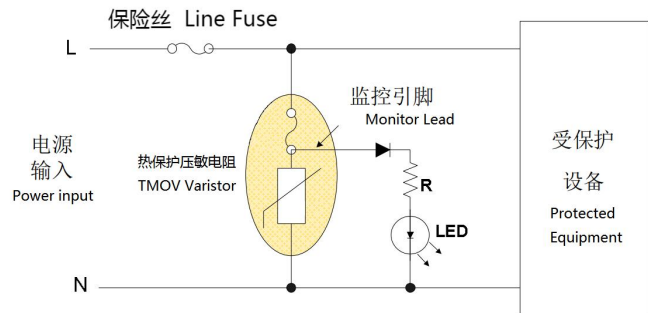 保险丝 Line Fuse
L
监控引脚
Monitor Lead
电源
输入
Power input
热保护压敏电阻
TMOV Varistor
受保护
设备
Protected
Equipment
R
LED
N